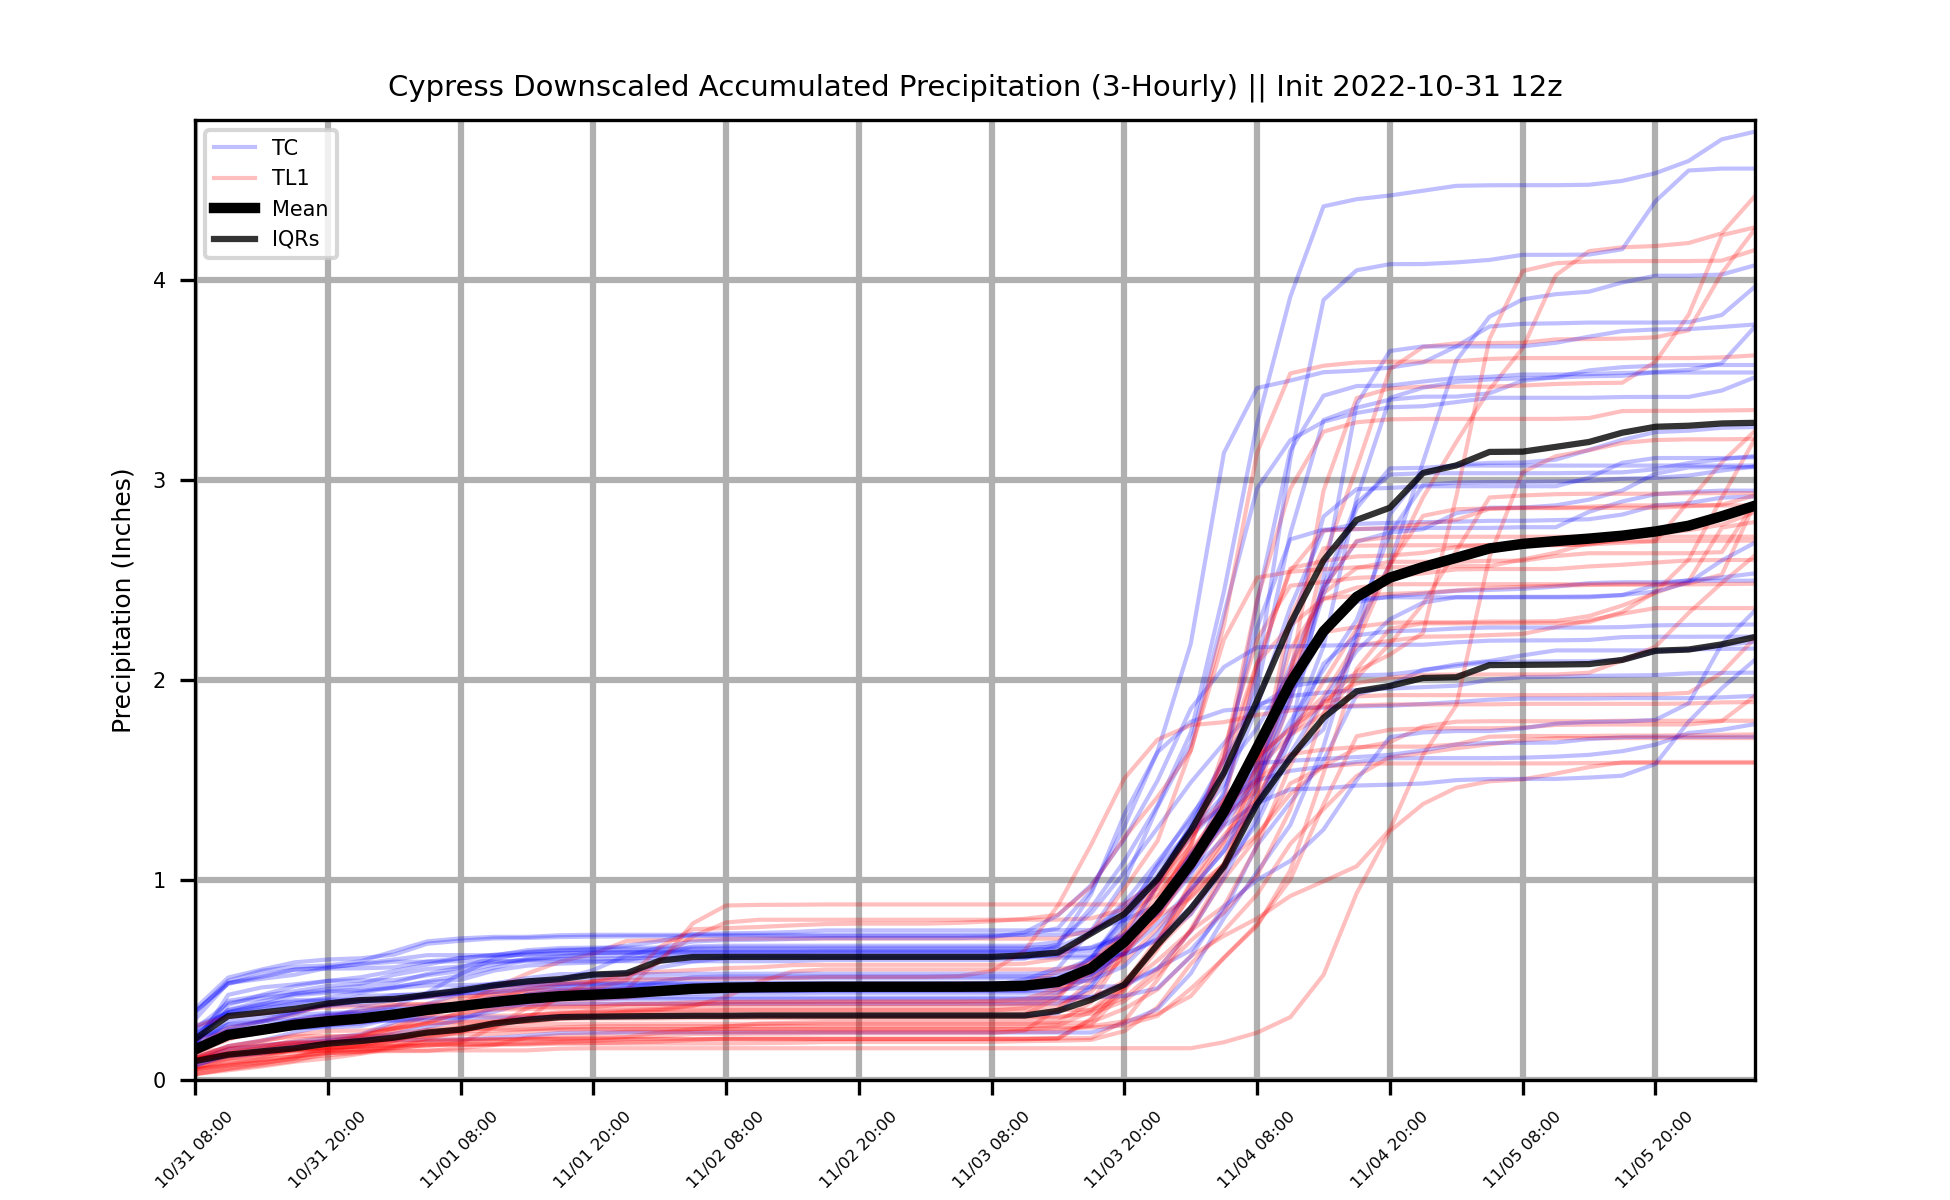 Cypress Downscaled Accumulated Precipitation (3-Hourly) || Init 2022-10-31 12z
TC
TL1
Mean
IQRs
Precipitation (Inches)
4
3
2
1
0
10/31 08:00
10/31 20:00
11/01 08:00
11/01 20:00
11/02 08:00
11/02 20:00
11/03 08:00
11/03 20:00
11/04 08:00
11/04 20:00
11/05 08:00
11/05 20:00